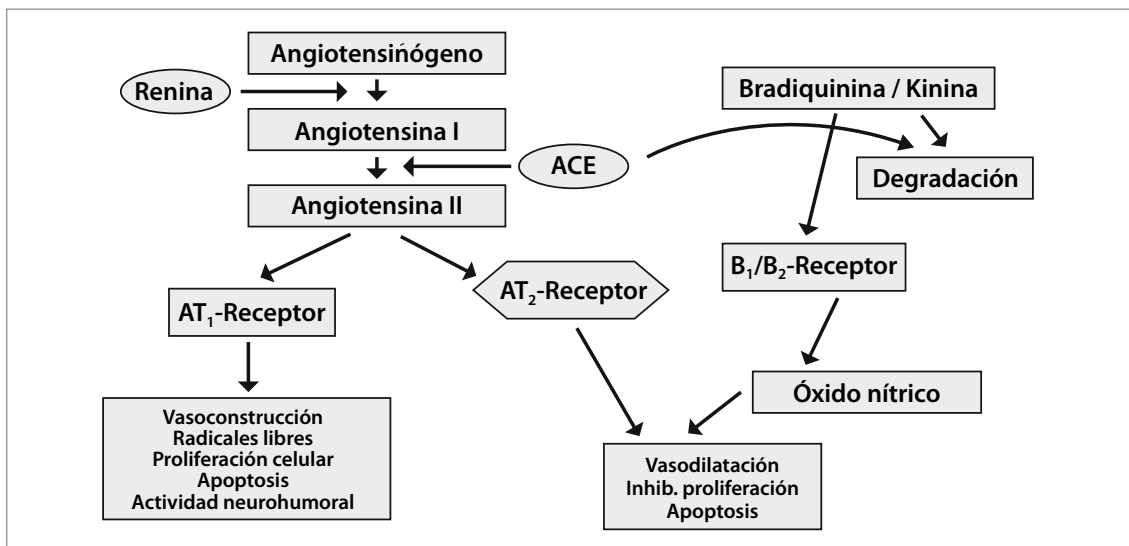 Angiotensińógeno
Renina
Bradiquinina / Kinina
Angiotensina I
ACE
Degradación
Angiotensina II
B₁/B₂-Receptor
AT₂-Receptor
AT₁-Receptor
Óxido nítrico
Vasoconstrucción
Radicales libres
Proliferación celular
Apoptosis
Actividad neurohumoral
Vasodilatación
Inhib. proliferación
Apoptosis